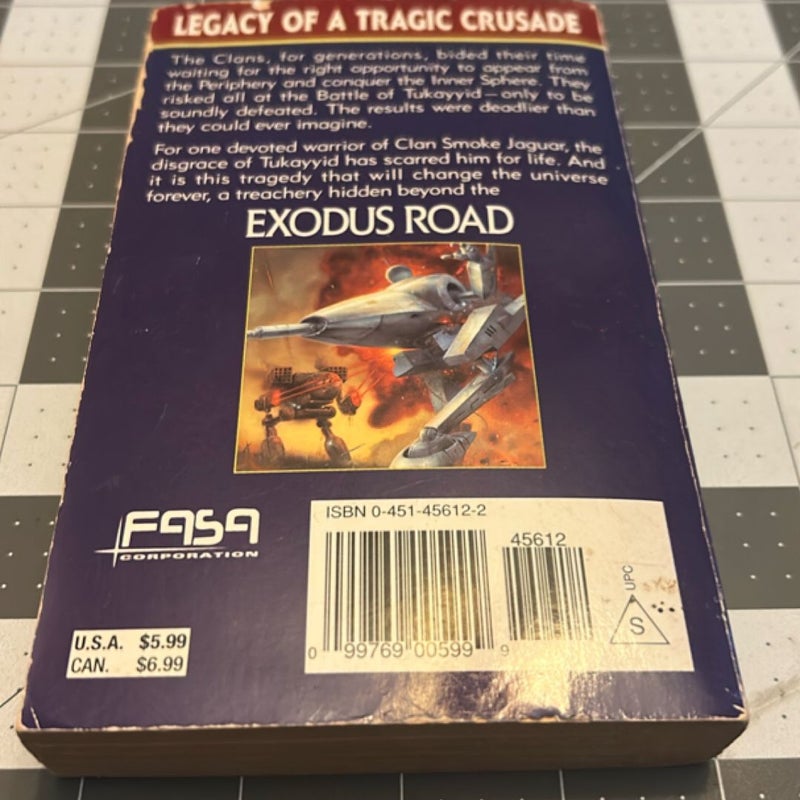 LEGACY OF A TRAGIC CRUSADE
The Clans, for generations, bided their time
waiting for the right opportunity to appear from
the Periphery and conquer the Inner Sphere. They
risked all at the Battle of Tukayyid—only to be
soundly defeated. The results were deadlier than
they could ever imagine.
For one devoted warrior of Clan Smoke Jaguar, the
disgrace of Tukayyid has scarred him for life. And
it is this tragedy that will change the universe
forever, a treachery hidden beyond the
EXODUS ROAD
FASA
CORPORATION
ISBN 0-451-45612-2
45612
UPC
S
0 99769 00599 9
U.S.A. $5.99
CAN. $6.99